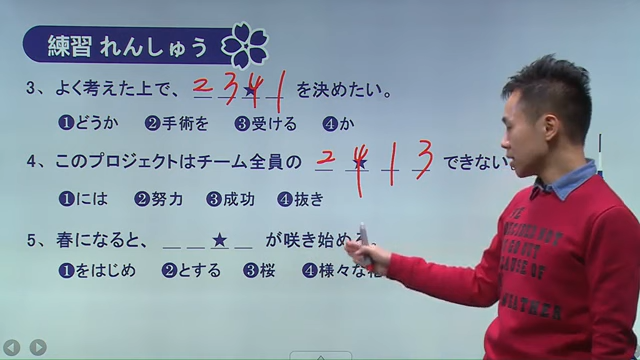 練習 れんしゅう
3、よく考えた上で、 2 3 4 1 を決めたい。
❶どうか ❷手術を ❸受ける ❹か
4、このプロジェクトはチーム全員の 2 4 1 3 できない
❶には ❷努力 ❸成功 ❹抜き
5、春になると、 _ _ ★ _ が咲き始め
❶をはじめ ❷とする ❸桜 ❹様々な
WEATHER